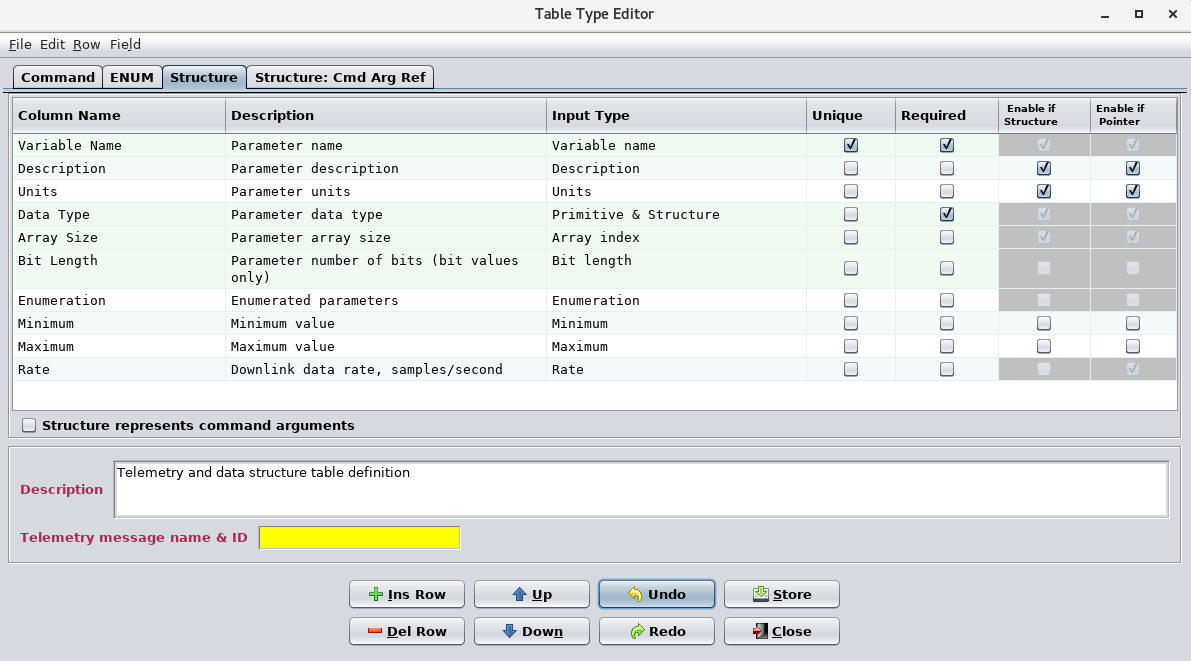 Table Type Editor
File Edit Row Field
Command ENUM Structure Structure: Cmd Arg Ref
Column Name Description Input Type Unique Required Enable if Structure Enable if Pointer
Variable Name Parameter name Variable name
Description Parameter description Description
Units Parameter units Units
Data Type Parameter data type Primitive & Structure
Array Size Parameter array size Array index
Bit Length Parameter number of bits (bit values Bit length
only)
Enumeration Enumerated parameters Enumeration
Minimum Minimum value Minimum
Maximum Maximum value Maximum
Rate Downlink data rate, samples/second Rate
Structure represents command arguments
Description Telemetry and data structure table definition
Telemetry message name & ID
Ins Row Up Undo Store
Del Row Down Redo Close